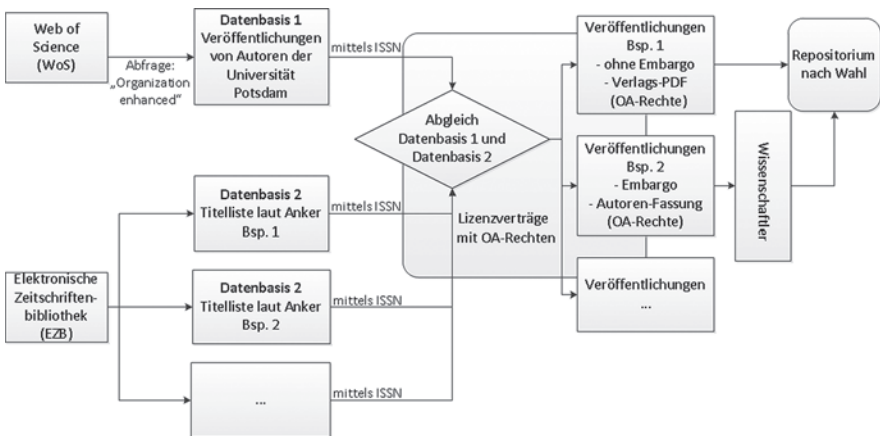 Web of
Science
(WoS)
Abfrage:
„Organization
enhanced“
Datenbasis 1
Veröffentlichungen
von Autoren der
Universität
Potsdam
mittels ISSN
Abgleich
Datenbasis 1 und
Datenbasis 2
Lizenzverträge
mit OA-Rechten
Veröffentlichungen
Bsp. 1
- ohne Embargo
- Verlags-PDF
(OA-Rechte)
Repositorium
nach Wahl
Veröffentlichungen
Bsp. 2
- Embargo
- Autoren-Fassung
(OA-Rechte)
Wissenschaftler
Veröffentlichungen
...
Elektronische
Zeitschriften-
bibliothek
(EZB)
Datenbasis 2
Titelliste laut Anker
Bsp. 1
mittels ISSN
Datenbasis 2
Titelliste laut Anker
Bsp. 2
mittels ISSN
...
mittels ISSN